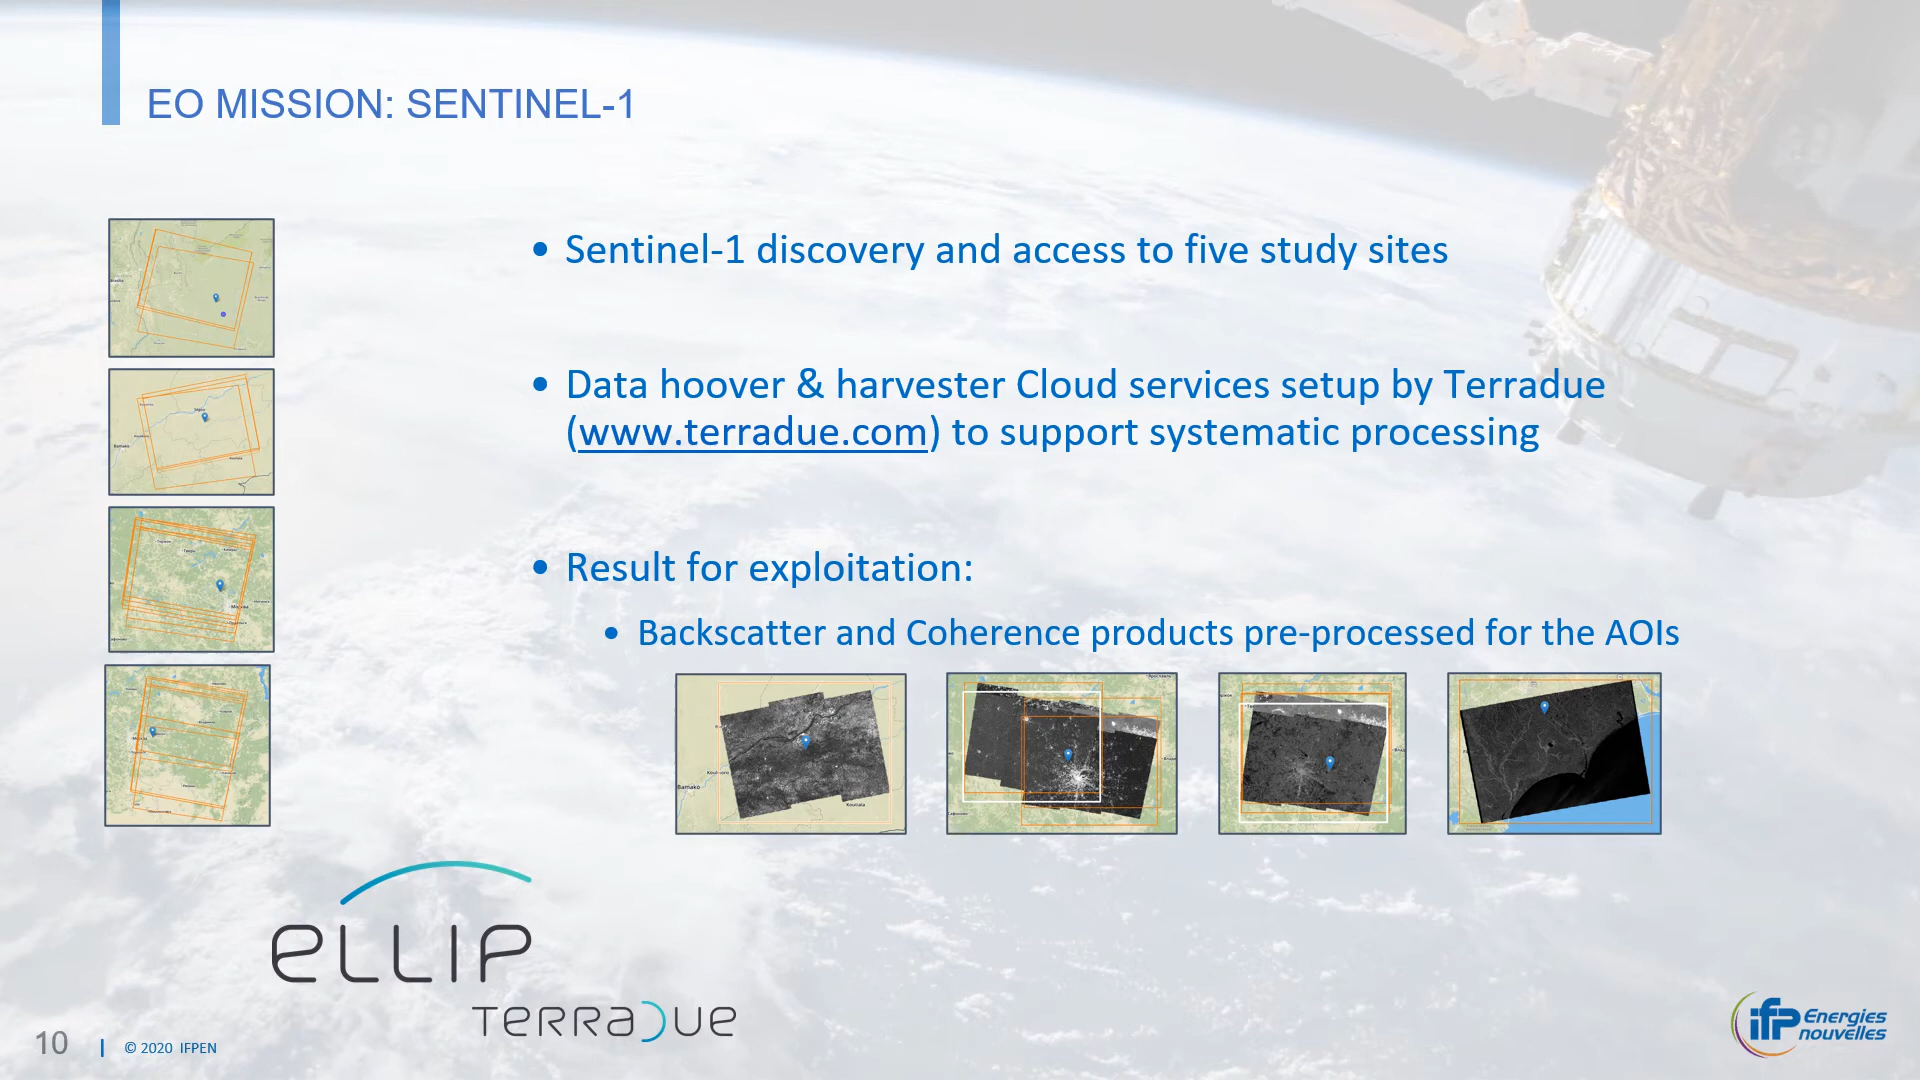 EO MISSION: SENTINEL-1
• Sentinel-1 discovery and access to five study sites
• Data hoover & harvester Cloud services setup by Terradue
(www.terradue.com) to support systematic processing
• Result for exploitation:
• Backscatter and Coherence products pre-processed for the AOIs
Bamako
Koutiala
ELLIP
TERRADUE
10
© 2020 IFPEN
ifp Energies
nouvelles